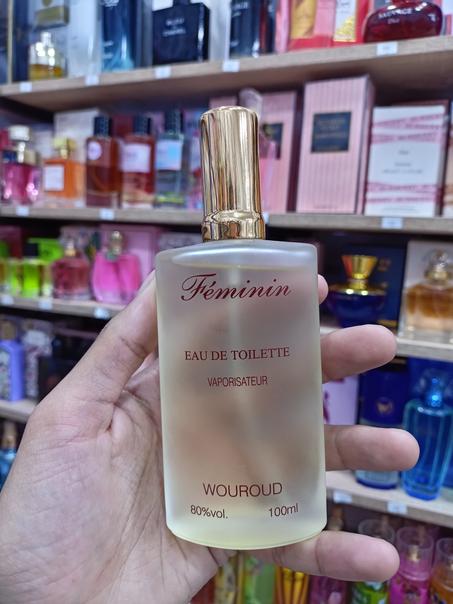 Féminin
EAU DE TOILETTE
VAPORISATEUR
WOUROUD
80%vol. 100ml